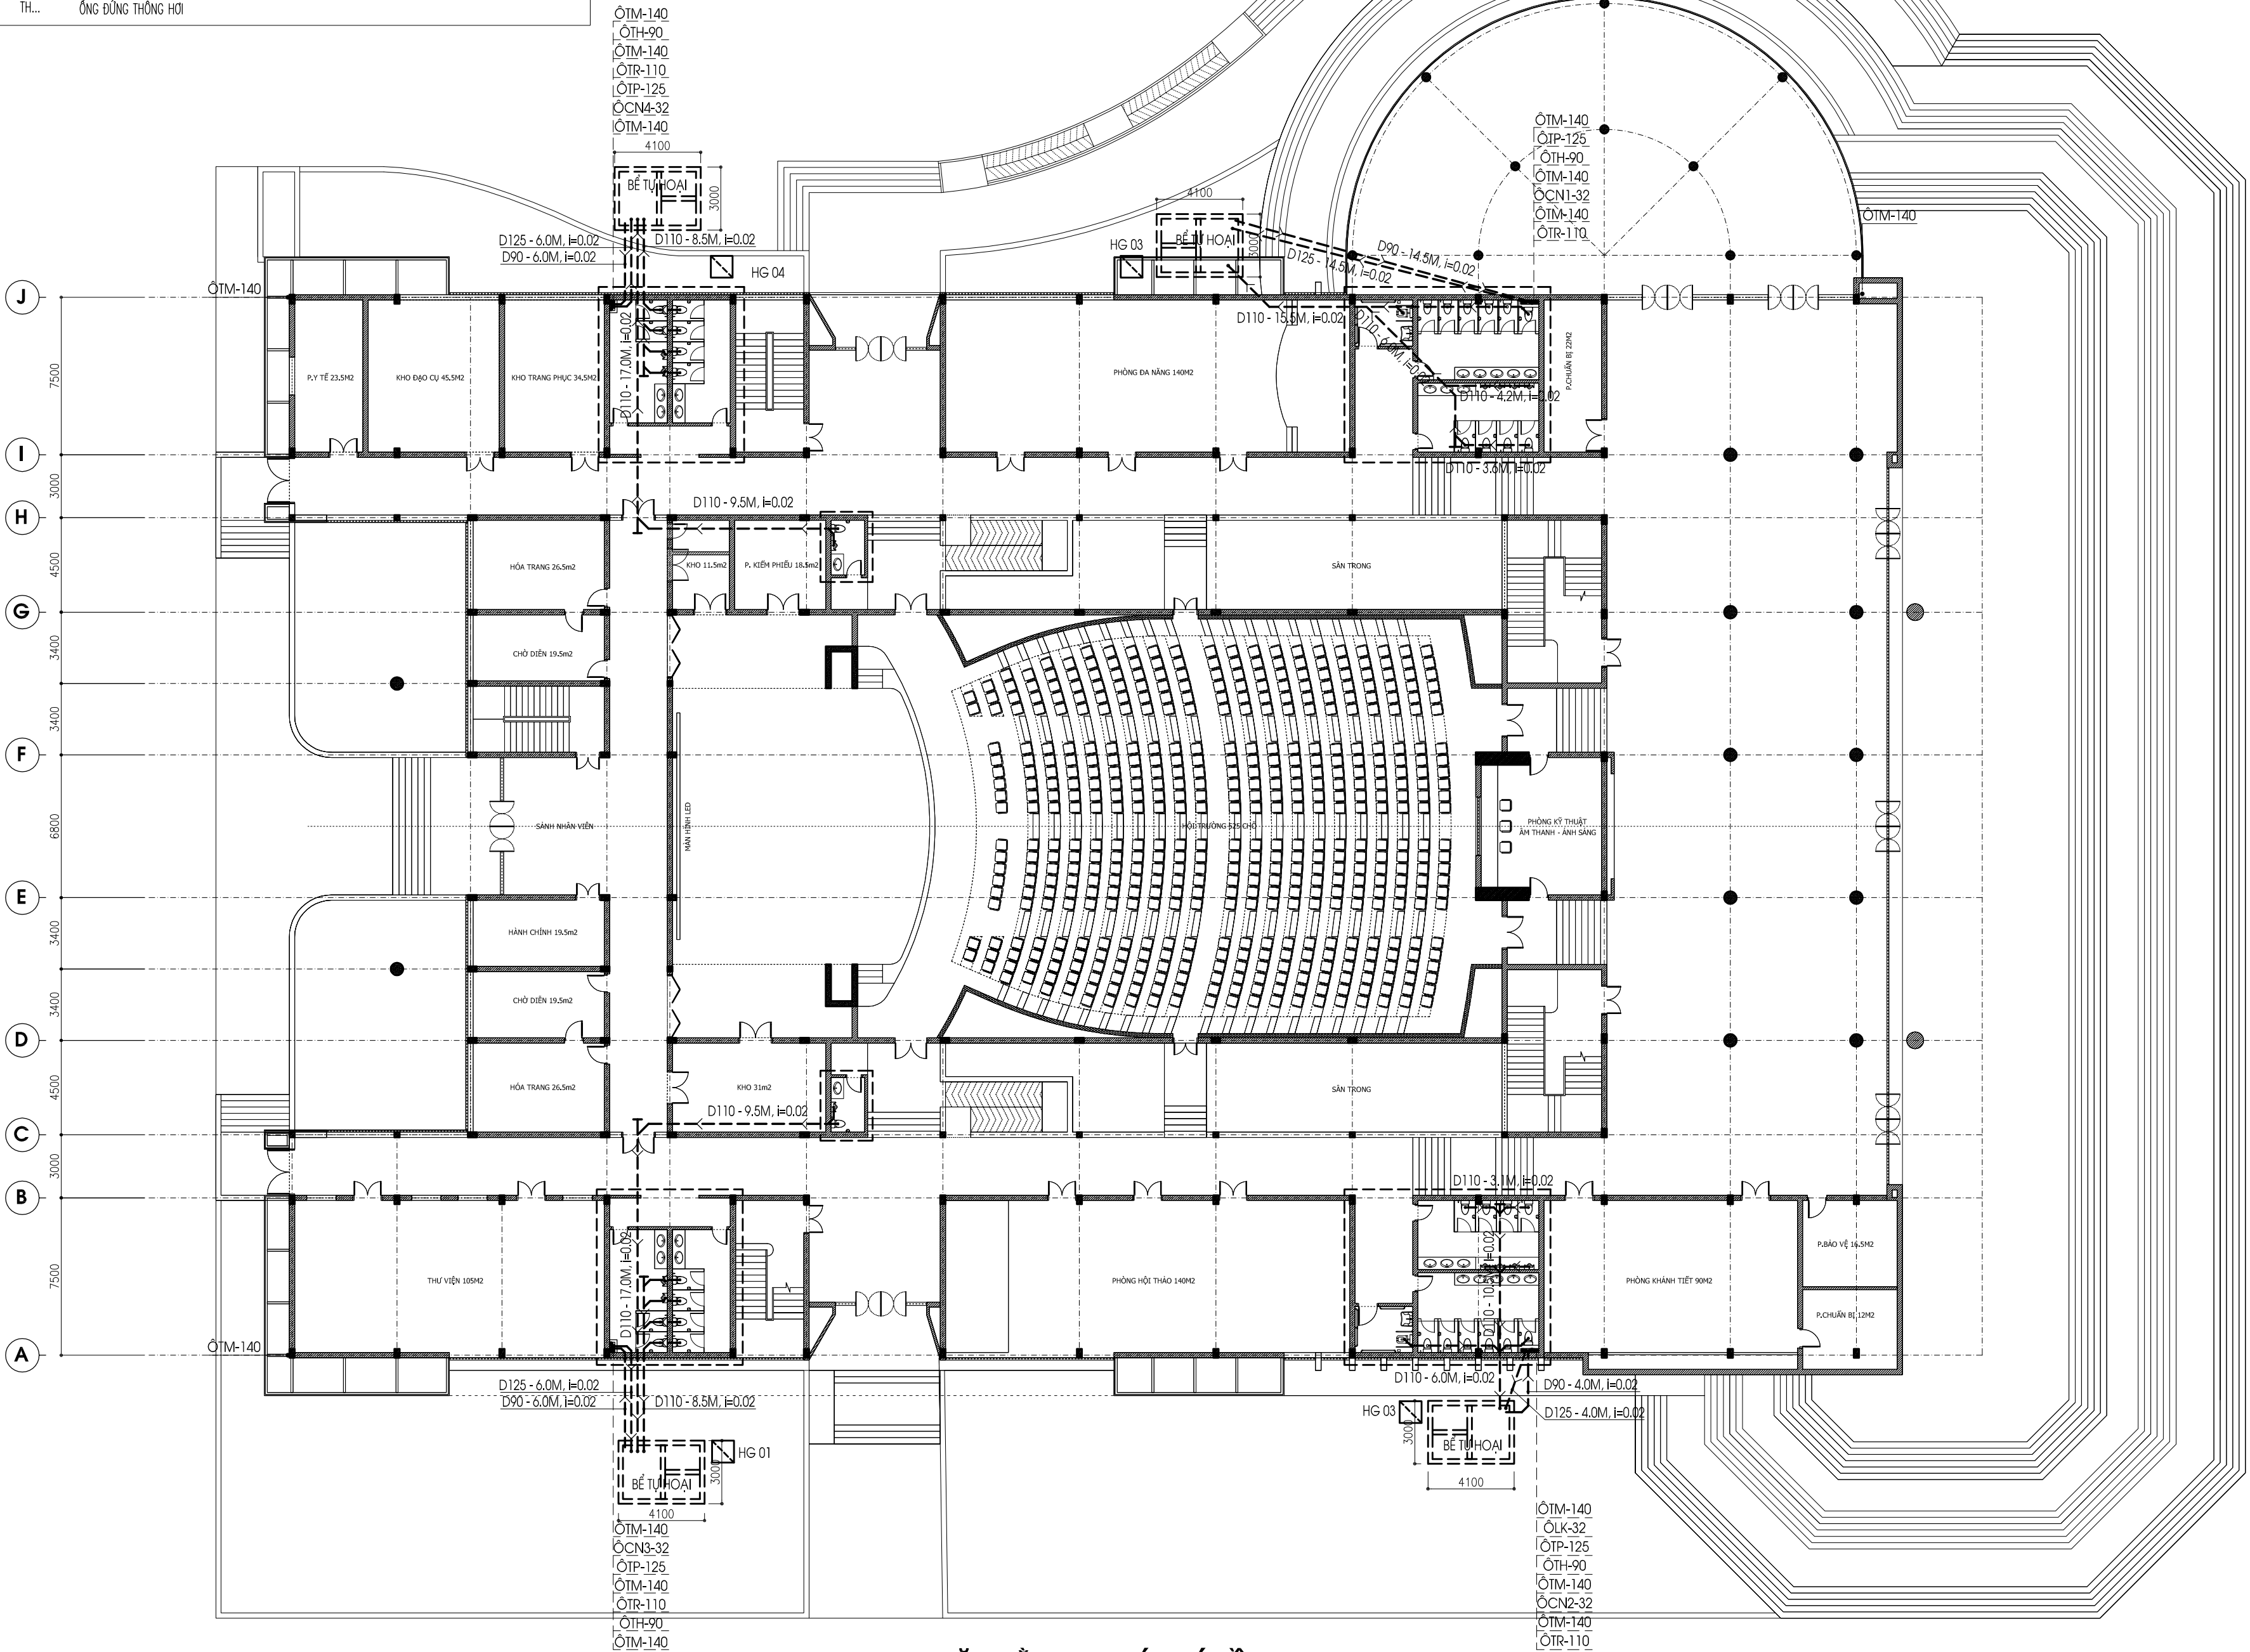 TH... ỐNG ĐỨNG THÔNG HƠI
ÔTM-140
ÔTH-90
ÔTM-140
ÔTR-110
ÔTP-125
ÔCN4-32
ÔTM-140
4100
BỂ TỰ HOẠI
3000
D125 - 6.0M, i=0.02
D90 - 6.0M, i=0.02
D110 - 8.5M, i=0.02
HG 04
ÔTM-140
ÔTP-125
ÔTH-90
ÔTM-140
ÔCN1-32
ÔTM-140
ÔTR-110
4100
HG 03
BỂ TỰ HOẠI
3000
D90 - 14.5M, i=0.02
D125 - 14.5M, i=0.02
ÔTM-140
ÔTM-140
J
D110 - 15.5M, i=0.02
D110 - 6.0M, i=0.02
D110 - 17.0M, i=0.02
7500
P.Y TẾ 23.5M2
KHO ĐẠO CỤ 45.5M2
KHO TRANG PHỤC 34.5M2
PHÒNG ĐA NĂNG 140M2
P.CHUẨN BỊ 22M2
D110 - 4.2M, i=0.02
I
D110 - 3.6M, i=0.02
3000
D110 - 9.5M, i=0.02
H
4500
HÓA TRANG 26.5m2
KHO 11.5m2
P. KIỂM PHIẾU 18.5m2
SÂN TRONG
G
3400
CHỜ DIỄN 19.5m2
3400
F
6800
SẢNH NHÂN VIÊN
MÀN HÌNH LED
HỘI TRƯỜNG 525 CHỖ
PHÒNG KỸ THUẬT
ÂM THANH - ÁNH SÁNG
E
3400
HÀNH CHÍNH 19.5m2
3400
CHỜ DIỄN 19.5m2
D
4500
HÓA TRANG 26.5m2
KHO 31m2
SÂN TRONG
D110 - 9.5M, i=0.02
C
3000
D110 - 3.1M, i=0.02
B
7500
D110 - 17.0M, i=0.02
P.BẢO VỆ 16.5M2
THƯ VIỆN 105M2
PHÒNG HỘI THẢO 140M2
PHÒNG KHÁNH TIẾT 90M2
P.CHUẨN BỊ 12M2
ÔTM-140
A
D125 - 6.0M, i=0.02
D90 - 6.0M, i=0.02
D110 - 8.5M, i=0.02
D110 - 6.0M, i=0.02
D90 - 4.0M, i=0.02
D125 - 4.0M, i=0.02
HG 03
3000
BỂ TỰ HOẠI
4100
HG 01
3000
BỂ TỰ HOẠI
4100
ÔTM-140
ÔCN3-32
ÔTP-125
ÔTM-140
ÔTR-110
ÔTH-90
ÔTM-140
ÔTM-140
ÔLK-32
ÔTP-125
ÔTH-90
ÔTM-140
ÔCN2-32
ÔTM-140
ÔTR-110